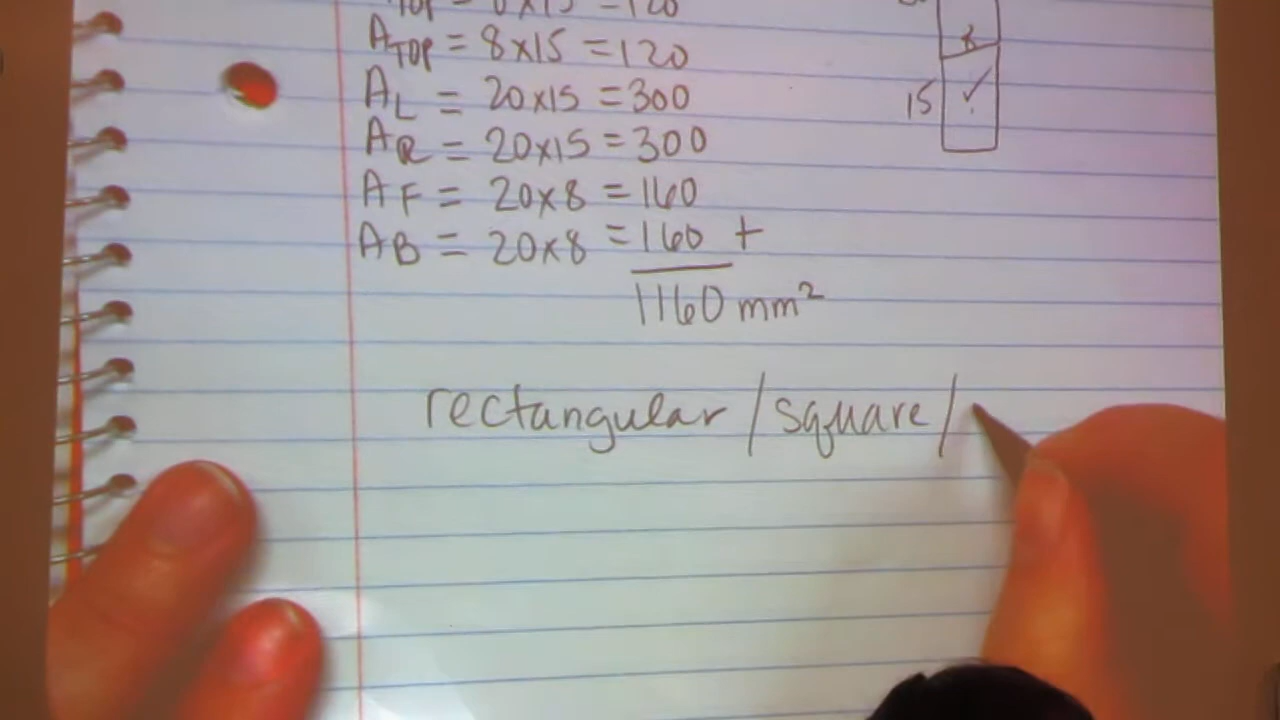 ATOP = 8x15 = 120
AL = 20x15 = 300
AR = 20x15 = 300
AF = 20x8 = 160
AB = 20x8 = 160 +
1160 mm²
rectangular / square /
8
15 ✓